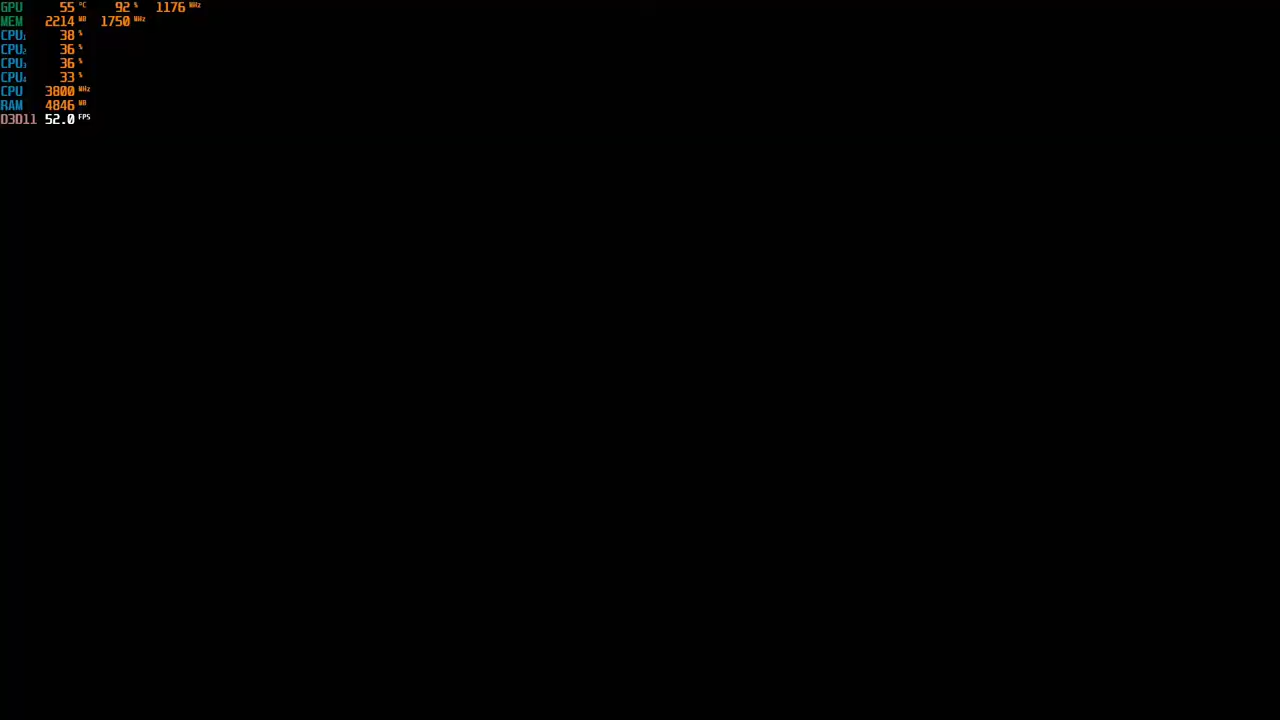 GPU 55 °C 92 % 1176 MHz
MEM 2214 MB 1750 MHz
CPU1 38 %
CPU2 36 %
CPU3 36 %
CPU4 33 %
CPU 3800 MHz
RAM 4846 MB
D3D11 52.0 FPS